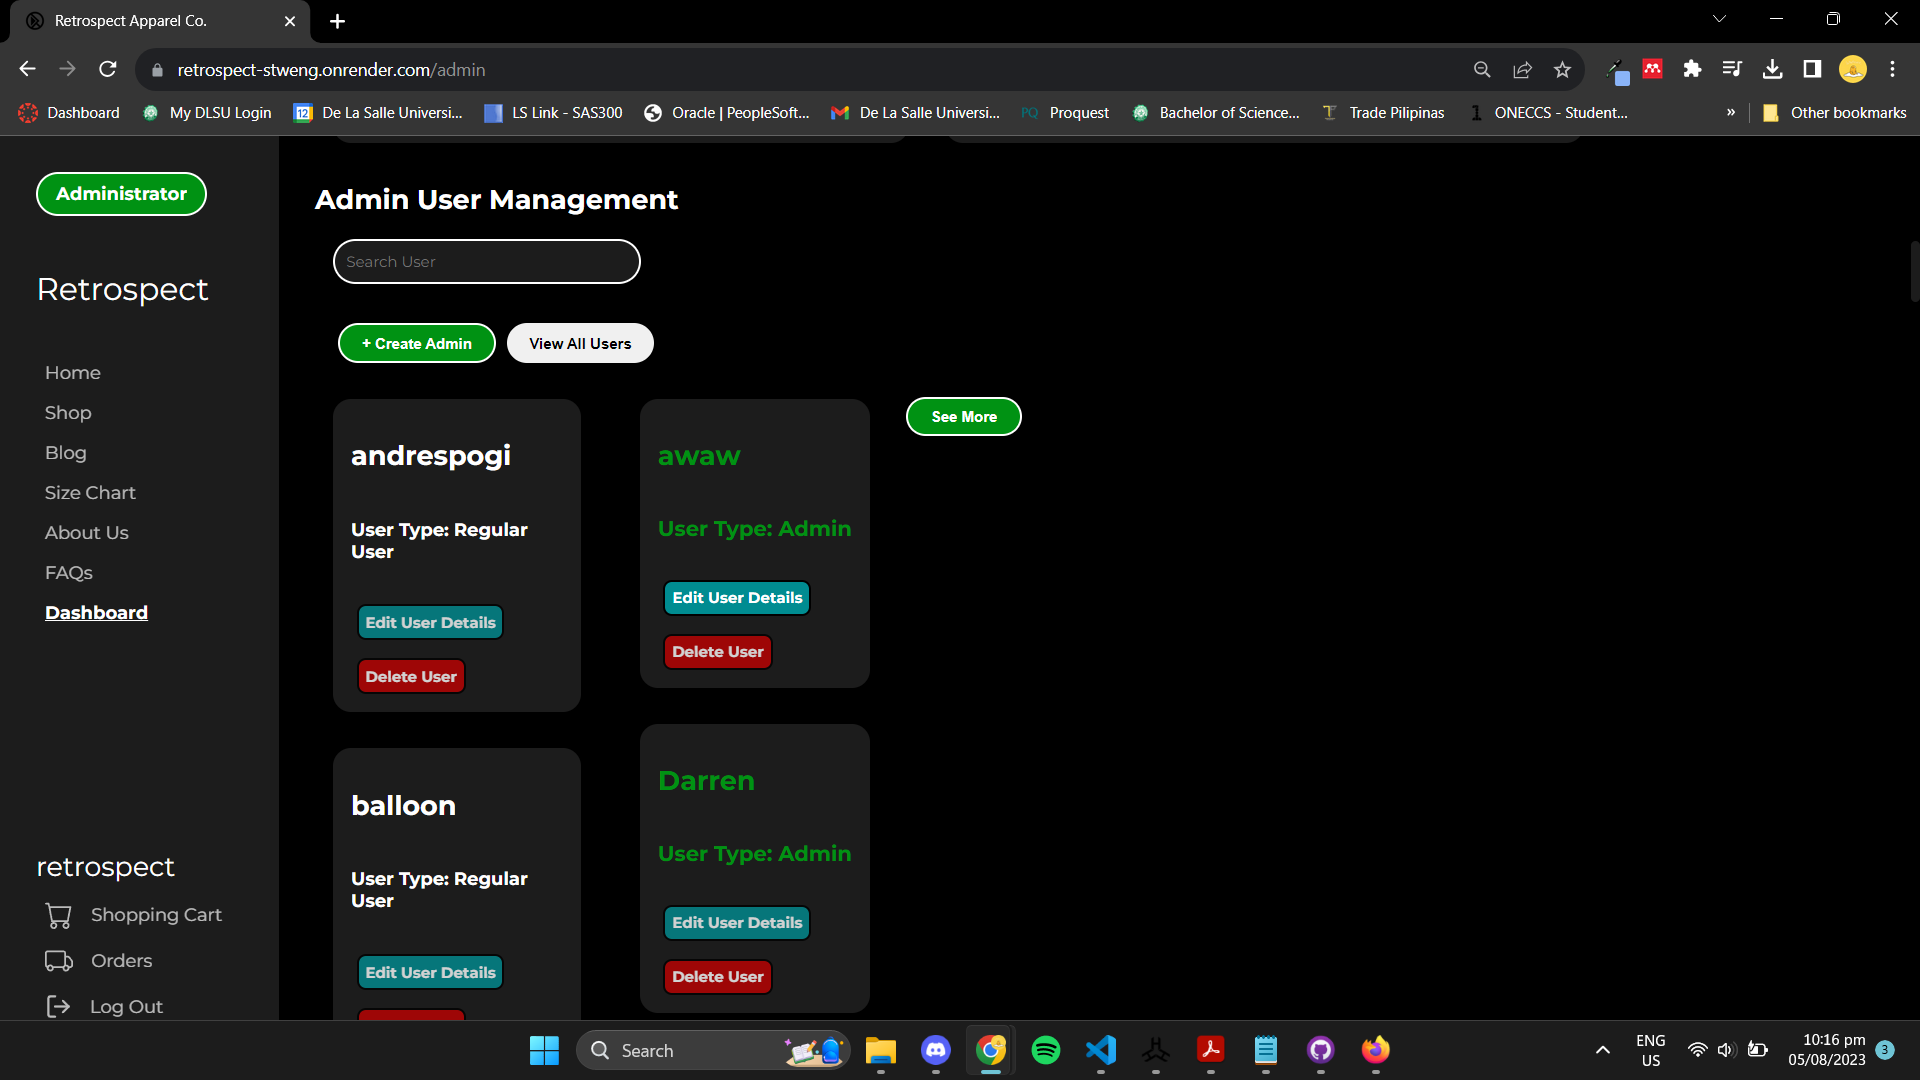 Retrospect Apparel Co.
retrospect-stweng.onrender.com/admin
Dashboard
My DLSU Login
12
De La Salle Universi...
LS Link - SAS300
Oracle | PeopleSoft...
De La Salle Universi...
PQ
Proquest
Bachelor of Science...
Trade Pilipinas
1
ONECCS - Student...
»
Other bookmarks
Administrator
Retrospect
Home
Shop
Blog
Size Chart
About Us
FAQs
Dashboard
retrospect
Shopping Cart
Orders
Log Out
Admin User Management
Search User
+ Create Admin
View All Users
andrespogi
User Type: Regular
User
Edit User Details
Delete User
awaw
User Type: Admin
Edit User Details
Delete User
See More
balloon
User Type: Regular
User
Edit User Details
Darren
User Type: Admin
Edit User Details
Delete User
Search
ENG
US
10:16 pm
05/08/2023
3